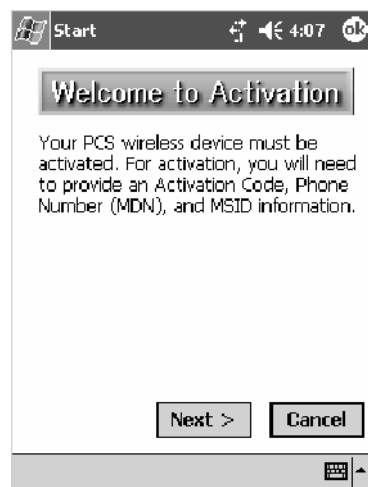 Start 4:07 ok
Welcome to Activation
Your PCS wireless device must be
activated. For activation, you will need
to provide an Activation Code, Phone
Number (MDN), and MSID information.
Next > Cancel